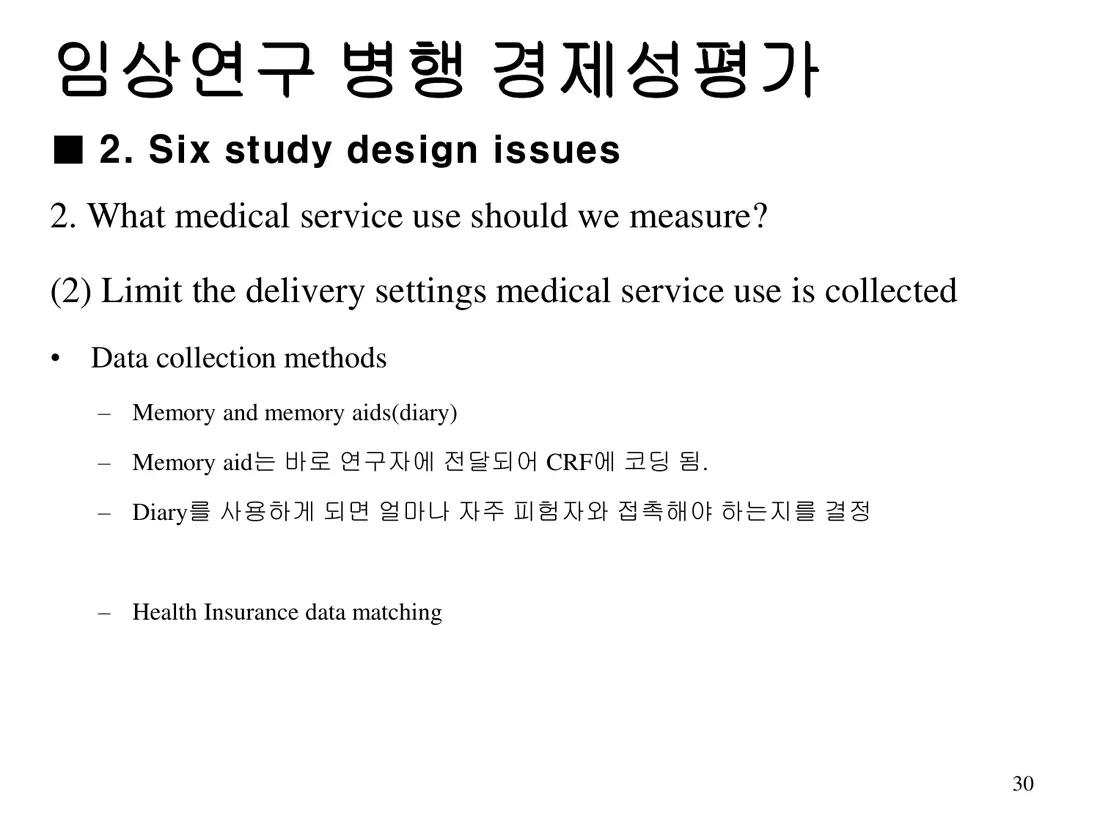 임상연구 병행 경제성평가
■ 2. Six study design issues
2. What medical service use should we measure?
(2) Limit the delivery settings medical service use is collected
• Data collection methods
– Memory and memory aids(diary)
– Memory aid는 바로 연구자에 전달되어 CRF에 코딩 됨.
– Diary를 사용하게 되면 얼마나 자주 피험자와 접촉해야 하는지를 결정
– Health Insurance data matching
30